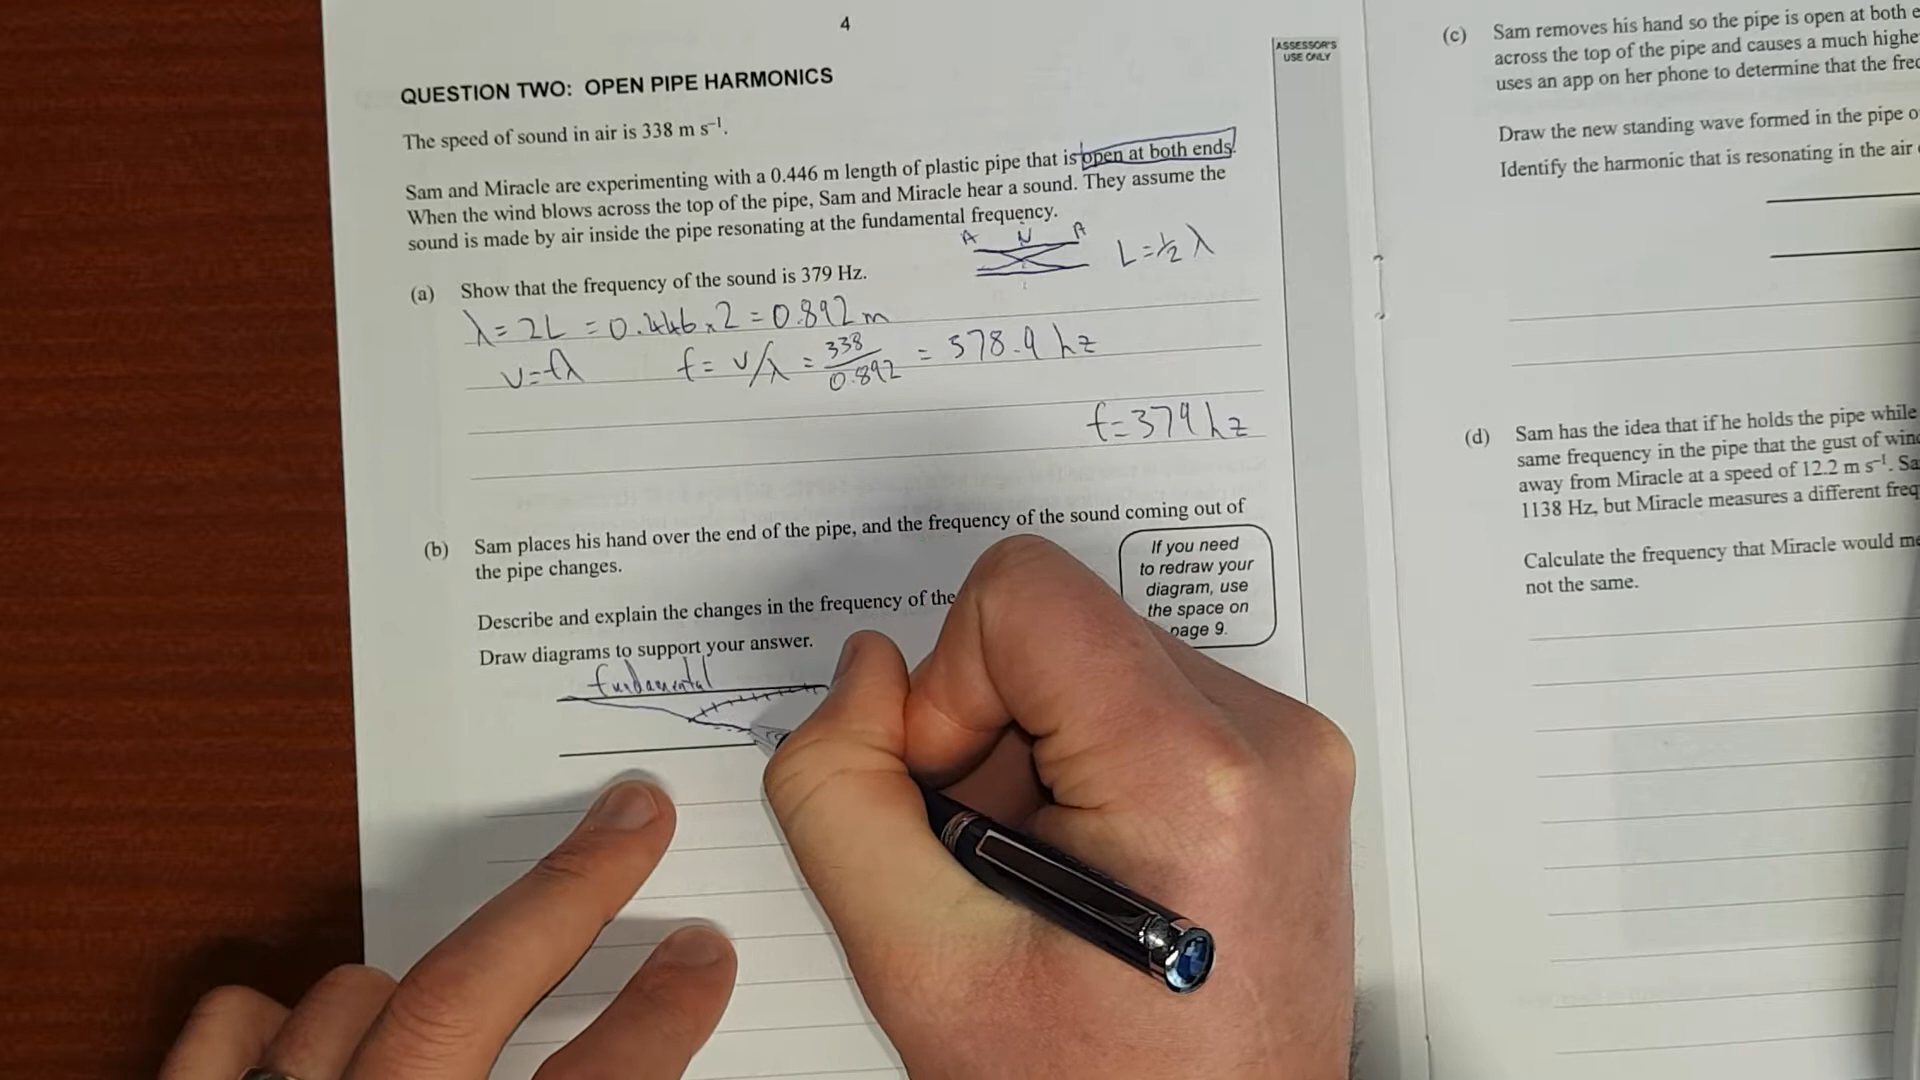 4
ASSESSOR'S
USE ONLY
QUESTION TWO: OPEN PIPE HARMONICS
The speed of sound in air is 338 m s⁻¹.
Sam and Miracle are experimenting with a 0.446 m length of plastic pipe that is open at both ends.
When the wind blows across the top of the pipe, Sam and Miracle hear a sound. They assume the
sound is made by air inside the pipe resonating at the fundamental frequency.
A N A
L = ½ λ
(a) Show that the frequency of the sound is 379 Hz.
λ = 2L = 0.446 x 2 = 0.892 m
v = fλ f = v/λ = 338/0.892 = 378.9 hz
f = 379 hz
(b) Sam places his hand over the end of the pipe, and the frequency of the sound coming out of
the pipe changes.
Describe and explain the changes in the frequency of the
Draw diagrams to support your answer.
If you need
to redraw your
diagram, use
the space on
page 9.
fundamental
(c) Sam removes his hand so the pipe is open at both
across the top of the pipe and causes a much
uses an app on her phone to determine that the
Draw the new standing wave formed in the pipe
Identify the harmonic that is resonating in the air
(d) Sam has the idea that if he holds the pipe while
same frequency in the pipe that the gust of
away from Miracle at a speed of 12.2 m s⁻¹.
1138 Hz, but Miracle measures a different
Calculate the frequency that Miracle would
not the same.